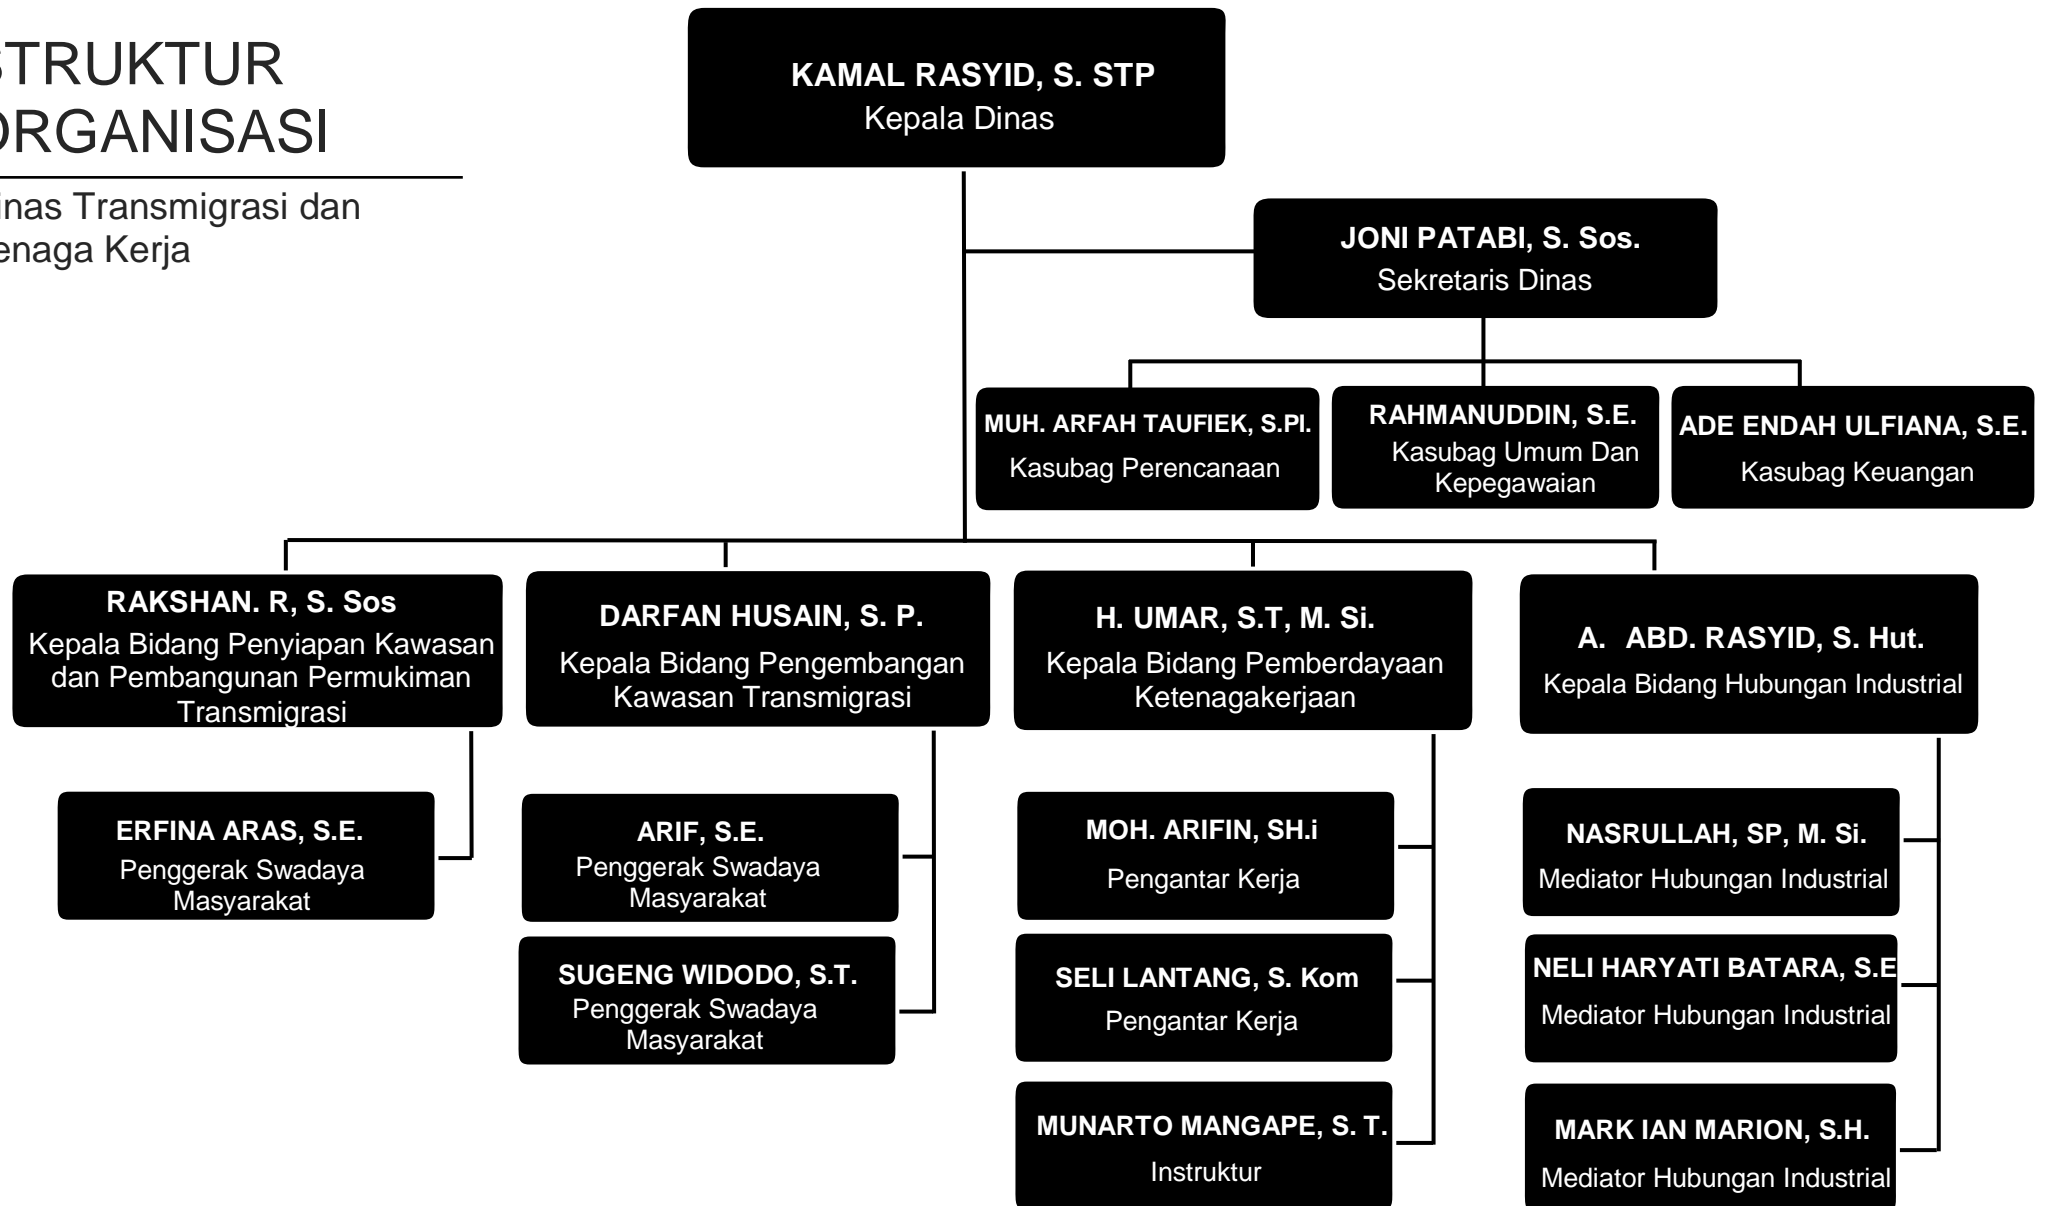 STRUKTUR
ORGANISASI
inas Transmigrasi dan
enaga Kerja
KAMAL RASYID, S. STP
Kepala Dinas
JONI PATABI, S. Sos.
Sekretaris Dinas
MUH. ARFAH TAUFIEK, S.PI.
Kasubag Perencanaan
RAHMANUDDIN, S.E.
Kasubag Umum Dan
Kepegawaian
ADE ENDAH ULFIANA, S.E.
Kasubag Keuangan
RAKSHAN. R, S. Sos
Kepala Bidang Penyiapan Kawasan
dan Pembangunan Permukiman
Transmigrasi
DARFAN HUSAIN, S. P.
Kepala Bidang Pengembangan
Kawasan Transmigrasi
H. UMAR, S.T, M. Si.
Kepala Bidang Pemberdayaan
Ketenagakerjaan
A. ABD. RASYID, S. Hut.
Kepala Bidang Hubungan Industrial
ERFINA ARAS, S.E.
Penggerak Swadaya
Masyarakat
ARIF, S.E.
Penggerak Swadaya
Masyarakat
SUGENG WIDODO, S.T.
Penggerak Swadaya
Masyarakat
MOH. ARIFIN, SH.i
Pengantar Kerja
SELI LANTANG, S. Kom
Pengantar Kerja
MUNARTO MANGAPE, S. T.
Instruktur
NASRULLAH, SP, M. Si.
Mediator Hubungan Industrial
NELI HARYATI BATARA, S.E
Mediator Hubungan Industrial
MARK IAN MARION, S.H.
Mediator Hubungan Industrial